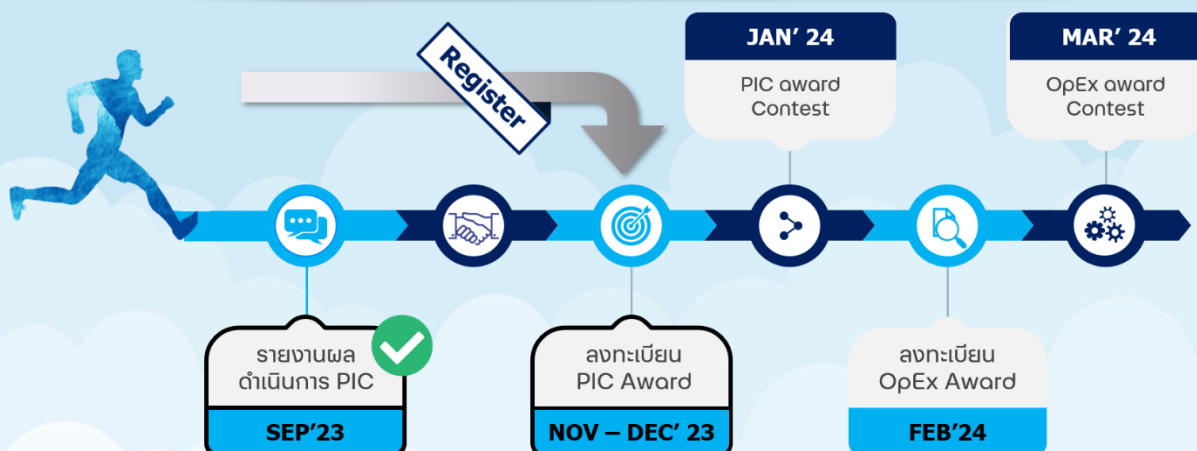 Register
JAN’ 24
PIC award
Contest
MAR’ 24
OpEx award
Contest
รายงานผล
ดำเนินการ PIC
SEP’23
ลงทะเบียน
PIC Award
NOV – DEC’ 23
ลงทะเบียน
OpEx Award
FEB’24